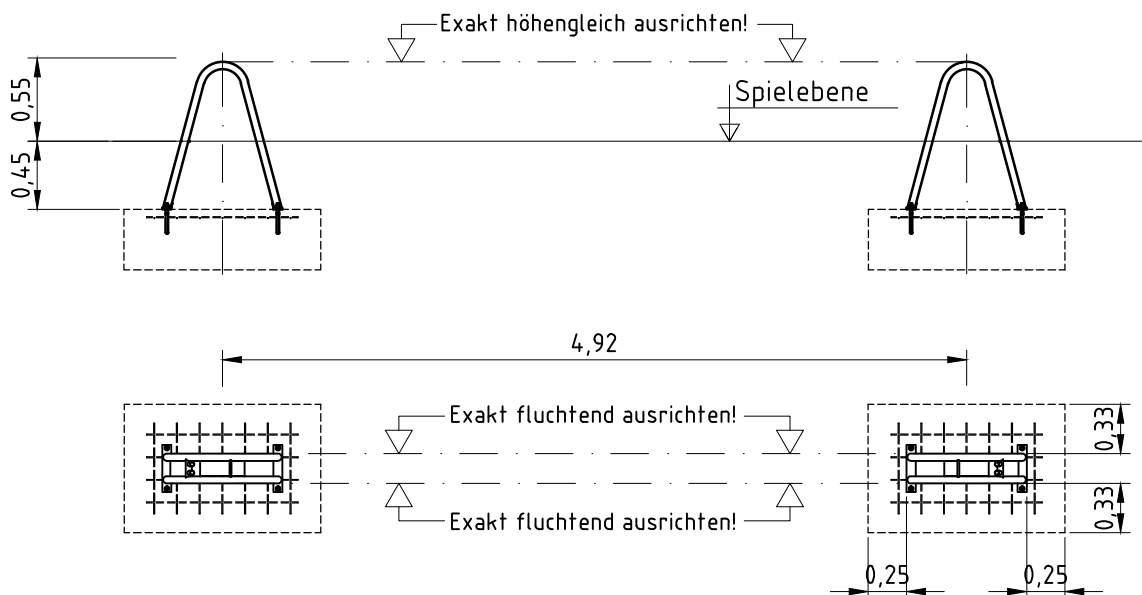 Exakt höhengleich ausrichten!
0,55
Spielebene
0,45
4,92
Exakt fluchtend ausrichten!
0,33
0,33
Exakt fluchtend ausrichten!
0,25
0,25